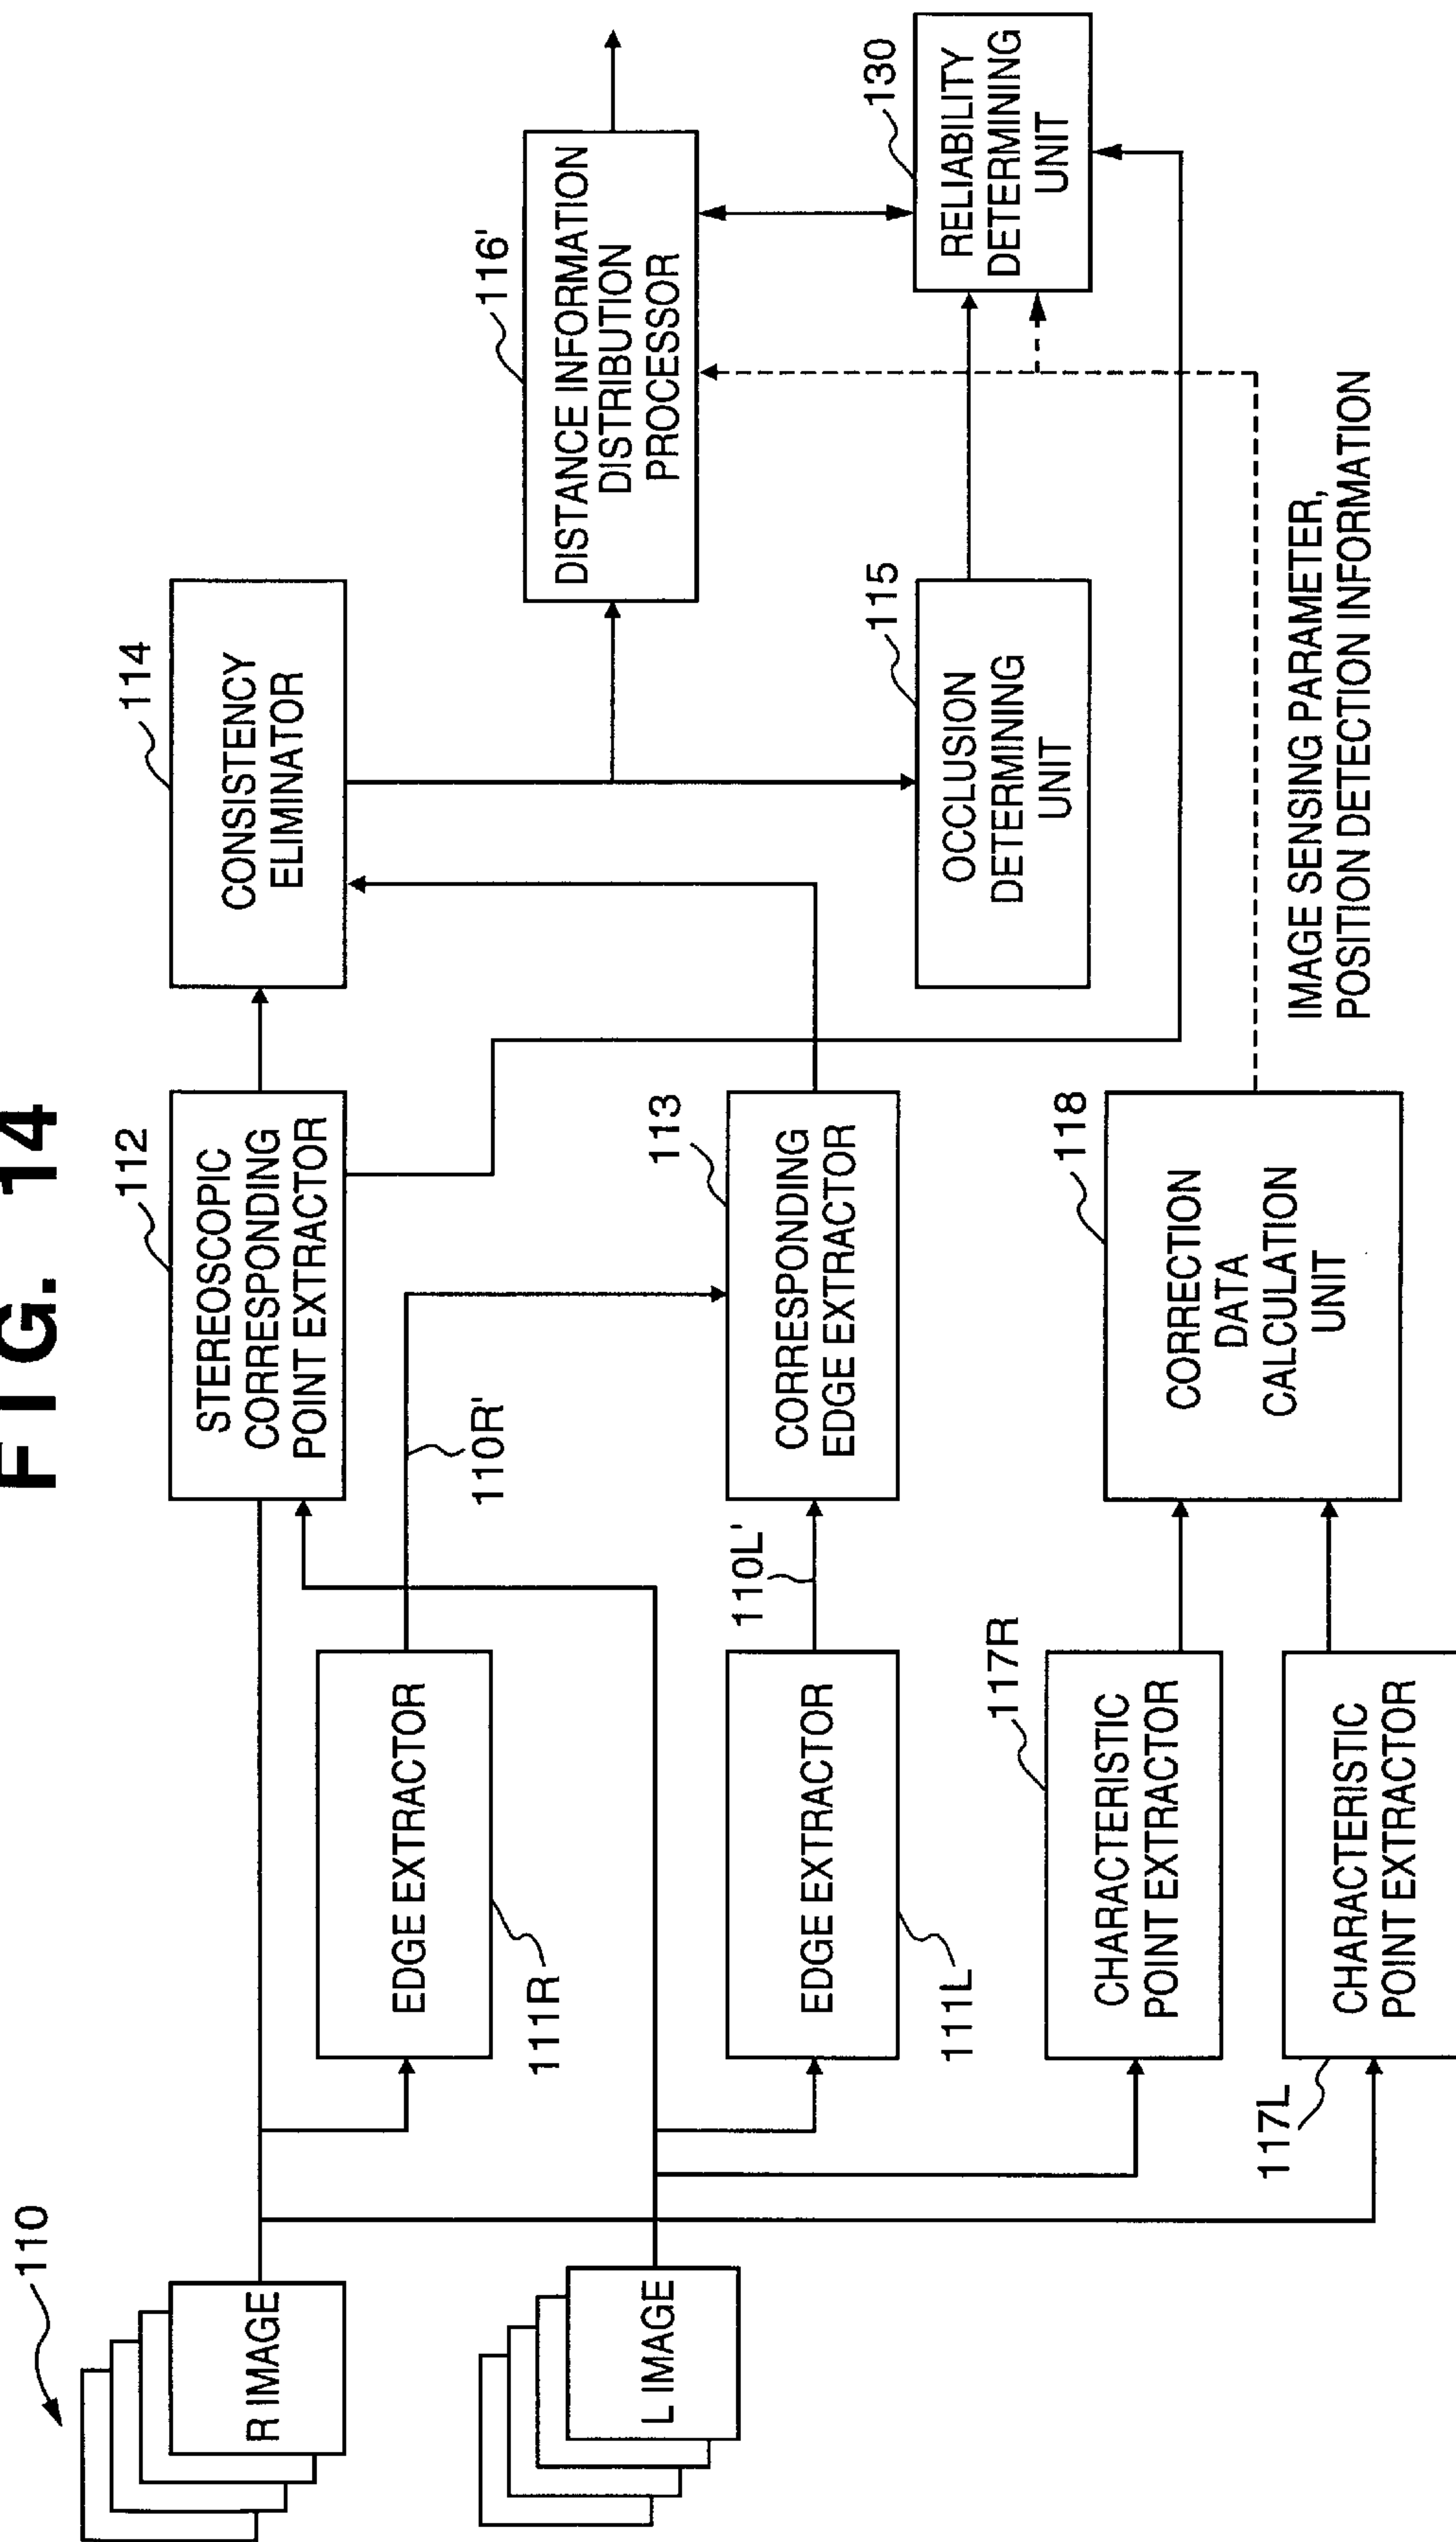 FIG. 14
110
R IMAGE
L IMAGE
EDGE EXTRACTOR
111R
EDGE EXTRACTOR
111L
117R
CHARACTERISTIC
POINT EXTRACTOR
117L
CHARACTERISTIC
POINT EXTRACTOR
112
STEREOSCOPIC
CORRESPONDING
POINT EXTRACTOR
110R'
110L'
113
CORRESPONDING
EDGE EXTRACTOR
118
CORRECTION
DATA
CALCULATION
UNIT
114
CONSISTENCY
ELIMINATOR
115
OCCLUSION
DETERMINING
UNIT
IMAGE SENSING PARAMETER,
POSITION DETECTION INFORMATION
116'
DISTANCE INFORMATION
DISTRIBUTION
PROCESSOR
130
RELIABILITY
DETERMINING
UNIT